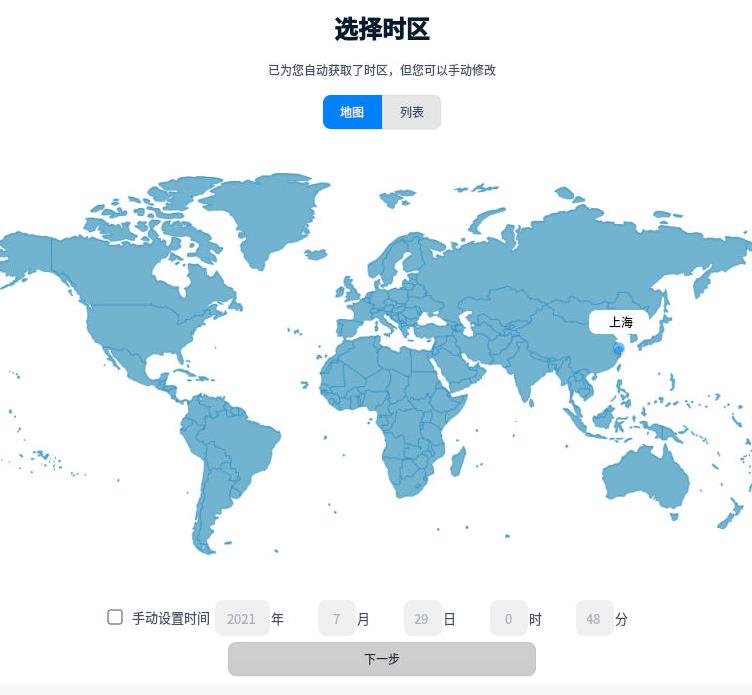 选择时区
已为您自动获取了时区，但您可以手动修改
地图 列表
上海
手动设置时间 2021 年 7 月 29 日 0 时 48 分
下一步